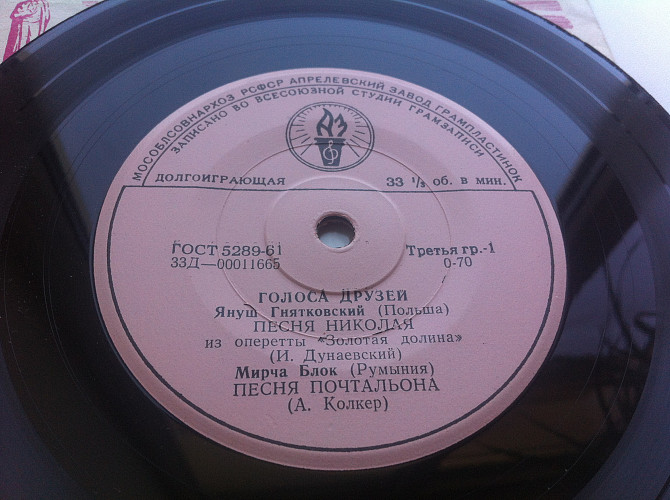 МОСОБЛСОВНАРХОЗ РСФСР АПРЕЛЕВСКИЙ ЗАВОД ГРАМПЛАСТИНОК
ЗАПИСАНО ВО ВСЕСОЮЗНОЙ СТУДИИ ГРАМЗАПИСИ
АЗ
ДОЛГОИГРАЮЩАЯ 33 1/3 об. в мин.
ГОСТ 5289-61 Третья гр.-1
33Д—00011665 0-70
ГОЛОСА ДРУЗЕЙ
Януш Гнятковский (Польша)
ПЕСНЯ НИКОЛАЯ
из оперетты «Золотая долина»
(И. Дунаевский)
Мирча Блок (Румыния)
ПЕСНЯ ПОЧТАЛЬОНА
(А. Колкер)